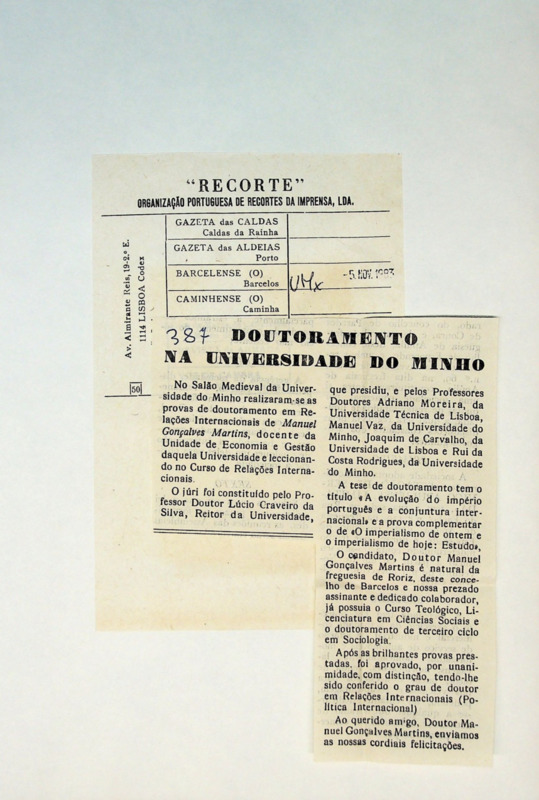 "RECORTE"
ORGANIZAÇÃO PORTUGUESA DE RECORTES DA IMPRENSA, LDA.
Av. Almirante Reis, 19-2.º E.
1114 LISBOA Codex
50
GAZETA das CALDAS
Caldas da Rainha
GAZETA das ALDEIAS
Porto
BARCELENSE (O)
Barcelos
CAMINHENSE (O)
Caminha
UMx
-5. NOV. 1983
387
DOUTORAMENTO
NA UNIVERSIDADE DO MINHO
No Salão Medieval da Univer-
sidade do Minho realizaram-se as
provas de doutoramento em Re-
lações Internacionais de Manuel
Gonçalves Martins, docente da
Unidade de Economia e Gestão
daquela Universidade e leccionan-
do no Curso de Relações Interna-
cionais.
O júri foi constituído pelo Pro-
fessor Doutor Lúcio Craveiro da
Silva, Reitor da Universidade,
que presidiu, e pelos Professores
Doutores Adriano Moreira, da
Universidade Técnica de Lisboa,
Manuel Vaz, da Universidade do
Minho, Joaquim de Carvalho, da
Universidade de Lisboa e Rui da
Costa Rodrigues, da Universidade
do Minho.
A tese de doutoramento tem o
título «A evolução do império
português e a conjuntura inter-
nacional» e a prova complementar
o de «O imperialismo de ontem e
o imperialismo de hoje: Estudo»,
O candidato, Doutor Manuel
Gonçalves Martins é natural da
freguesia de Roriz, deste conce-
lho de Barcelos e nossa prezado
assinante e dedicado colaborador,
já possuia o Curso Teológico, Li-
cenciatura em Ciências Sociais e
o doutoramento de terceiro ciclo
em Sociologia.
Após as brilhantes provas pres-
tadas, foi aprovado, por unani-
midade, com distinção, tendo-lhe
sido conferido o grau de doutor
em Relações Internacionais (Po-
lítica Internacional)
Ao querido amigo, Doutor Ma-
nuel Gonçalves Martins, enviamos
as nossas cordiais felicitações.